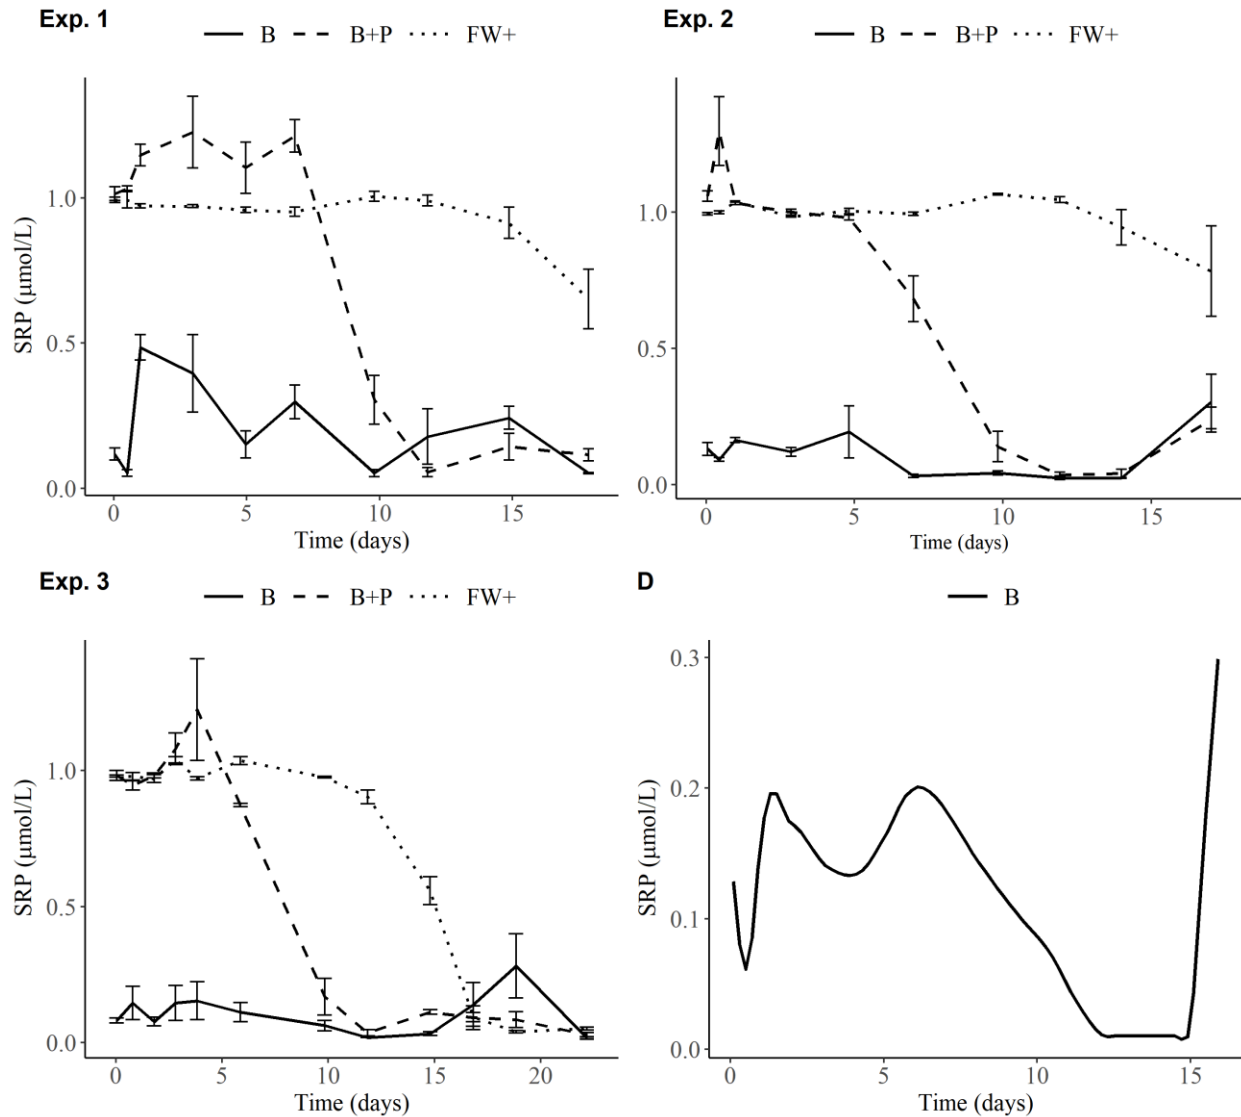 Exp. 1
B B+P FW+
SRP (μmol/L)
1.0
0.5
0.0
0 5 10 15
Time (days)
Exp. 2
B B+P FW+
1.0
0.5
0.0
0 5 10 15
Time (days)
Exp. 3
B B+P FW+
SRP (μmol/L)
1.0
0.5
0.0
0 5 10 15 20
Time (days)
D
B
SRP (μmol/L)
0.3
0.2
0.1
0.0
0 5 10 15
Time (days)